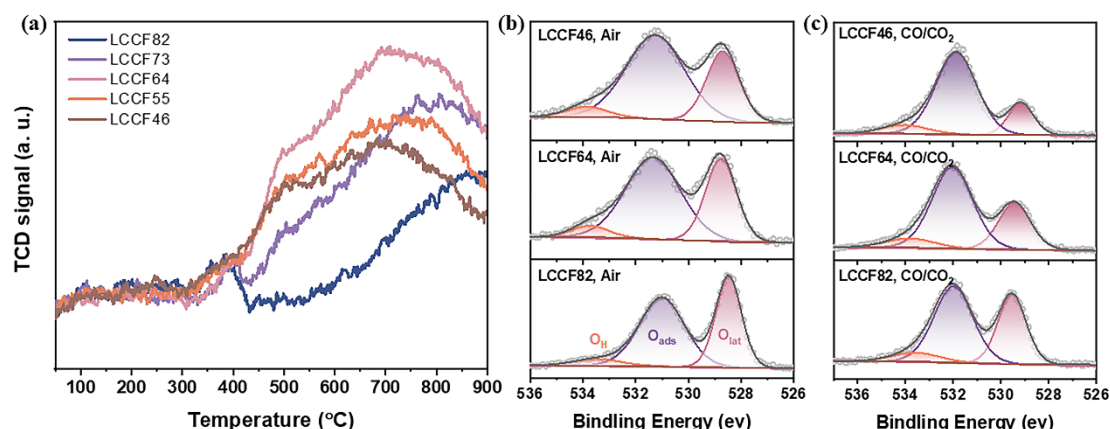 (a)
LCCF82
LCCF73
LCCF64
LCCF55
LCCF46
TCD signal (a. u.)
100 200 300 400 500 600 700 800 900
Temperature (°C)
(b)
LCCF46, Air
LCCF64, Air
LCCF82, Air
O_H O_ads O_lat
536 534 532 530 528 526
Bindling Energy (ev)
(c)
LCCF46, CO/CO₂
LCCF64, CO/CO₂
LCCF82, CO/CO₂
536 534 532 530 528 526
Bindling Energy (ev)